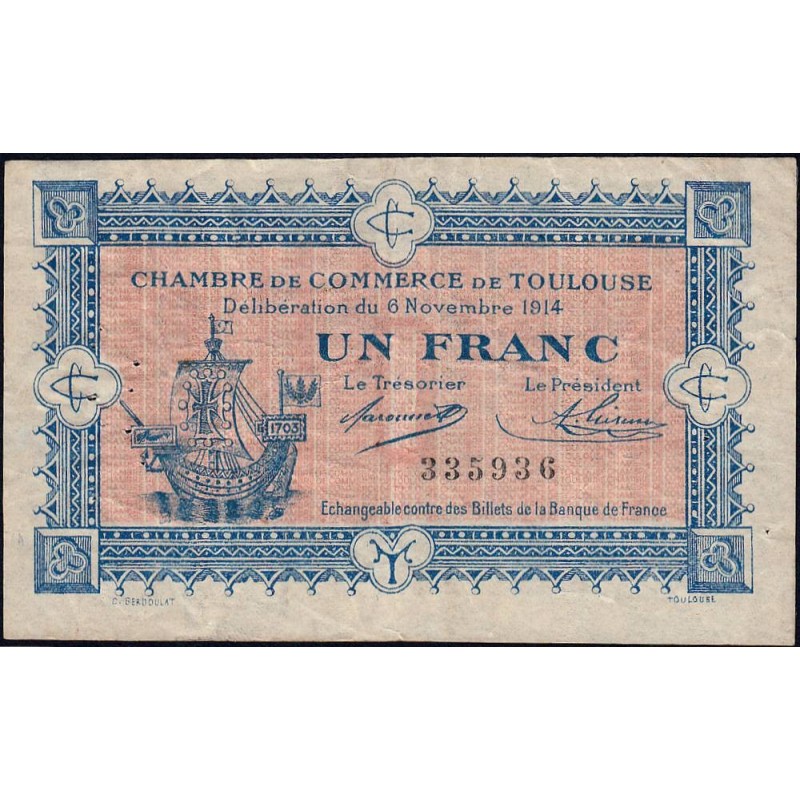 CHAMBRE DE COMMERCE DE TOULOUSE
Délibération du 6 Novembre 1914
UN FRANC
Le Trésorier Le Président
1703
335936
Echangeable contre des Billets de la Banque de France
C. BERDOULAT TOULOUSE